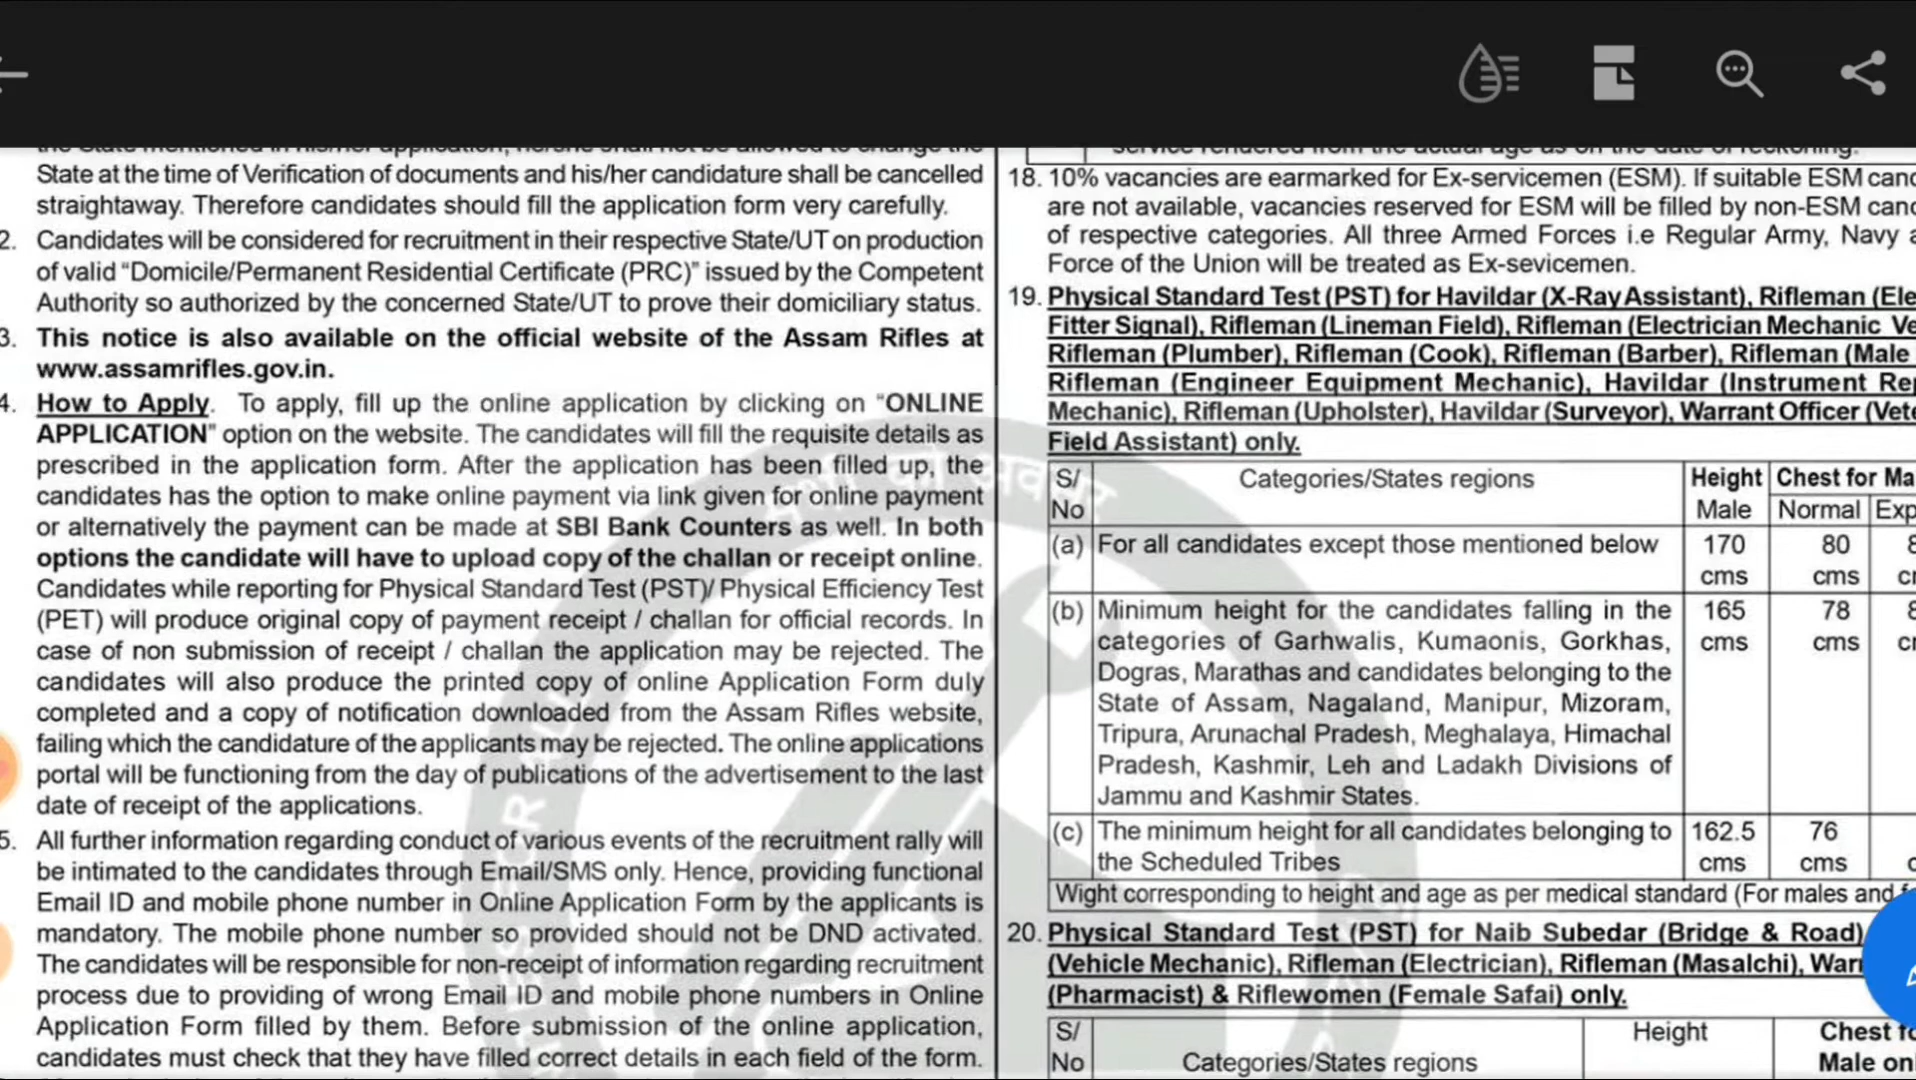 State at the time of Verification of documents and his/her candidature shall be cancelled
straightaway. Therefore candidates should fill the application form very carefully.
2. Candidates will be considered for recruitment in their respective State/UT on production
of valid “Domicile/Permanent Residential Certificate (PRC)” issued by the Competent
Authority so authorized by the concerned State/UT to prove their domiciliary status.
3. This notice is also available on the official website of the Assam Rifles at
www.assamrifles.gov.in.
4. How to Apply. To apply, fill up the online application by clicking on “ONLINE
APPLICATION” option on the website. The candidates will fill the requisite details as
prescribed in the application form. After the application has been filled up, the
candidates has the option to make online payment via link given for online payment
or alternatively the payment can be made at SBI Bank Counters as well. In both
options the candidate will have to upload copy of the challan or receipt online.
Candidates while reporting for Physical Standard Test (PST)/ Physical Efficiency Test
(PET) will produce original copy of payment receipt / challan for official records. In
case of non submission of receipt / challan the application may be rejected. The
candidates will also produce the printed copy of online Application Form duly
completed and a copy of notification downloaded from the Assam Rifles website,
failing which the candidature of the applicants may be rejected. The online applications
portal will be functioning from the day of publications of the advertisement to the last
date of receipt of the applications.
5. All further information regarding conduct of various events of the recruitment rally will
be intimated to the candidates through Email/SMS only. Hence, providing functional
Email ID and mobile phone number in Online Application Form by the applicants is
mandatory. The mobile phone number so provided should not be DND activated.
The candidates will be responsible for non-receipt of information regarding recruitment
process due to providing of wrong Email ID and mobile phone numbers in Online
Application Form filled by them. Before submission of the online application,
candidates must check that they have filled correct details in each field of the form.
18. 10% vacancies are earmarked for Ex-servicemen (ESM). If suitable ESM
are not available, vacancies reserved for ESM will be filled by non-ESM
of respective categories. All three Armed Forces i.e Regular Army, Navy
Force of the Union will be treated as Ex-sevicemen.
19. Physical Standard Test (PST) for Havildar (X-Ray Assistant), Rifleman
Fitter Signal), Rifleman (Lineman Field), Rifleman (Electrician Mechanic
Rifleman (Plumber), Rifleman (Cook), Rifleman (Barber), Rifleman (Male
Rifleman (Engineer Equipment Mechanic), Havildar (Instrument
Mechanic), Rifleman (Upholster), Havildar (Surveyor), Warrant Officer
Field Assistant) only.
S/ No Categories/States regions Height Male Chest for
Normal
(a) For all candidates except those mentioned below 170 cms 80 cms
(b) Minimum height for the candidates falling in the 165 cms 78 cms
categories of Garhwalis, Kumaonis, Gorkhas,
Dogras, Marathas and candidates belonging to the
State of Assam, Nagaland, Manipur, Mizoram,
Tripura, Arunachal Pradesh, Meghalaya, Himachal
Pradesh, Kashmir, Leh and Ladakh Divisions of
Jammu and Kashmir States.
(c) The minimum height for all candidates belonging to 162.5 cms 76 cms
the Scheduled Tribes
Wight corresponding to height and age as per medical standard (For males and
20. Physical Standard Test (PST) for Naib Subedar (Bridge & Road)
(Vehicle Mechanic), Rifleman (Electrician), Rifleman (Masalchi),
(Pharmacist) & Riflewomen (Female Safai) only.
S/ No Categories/States regions Height Chest
Male